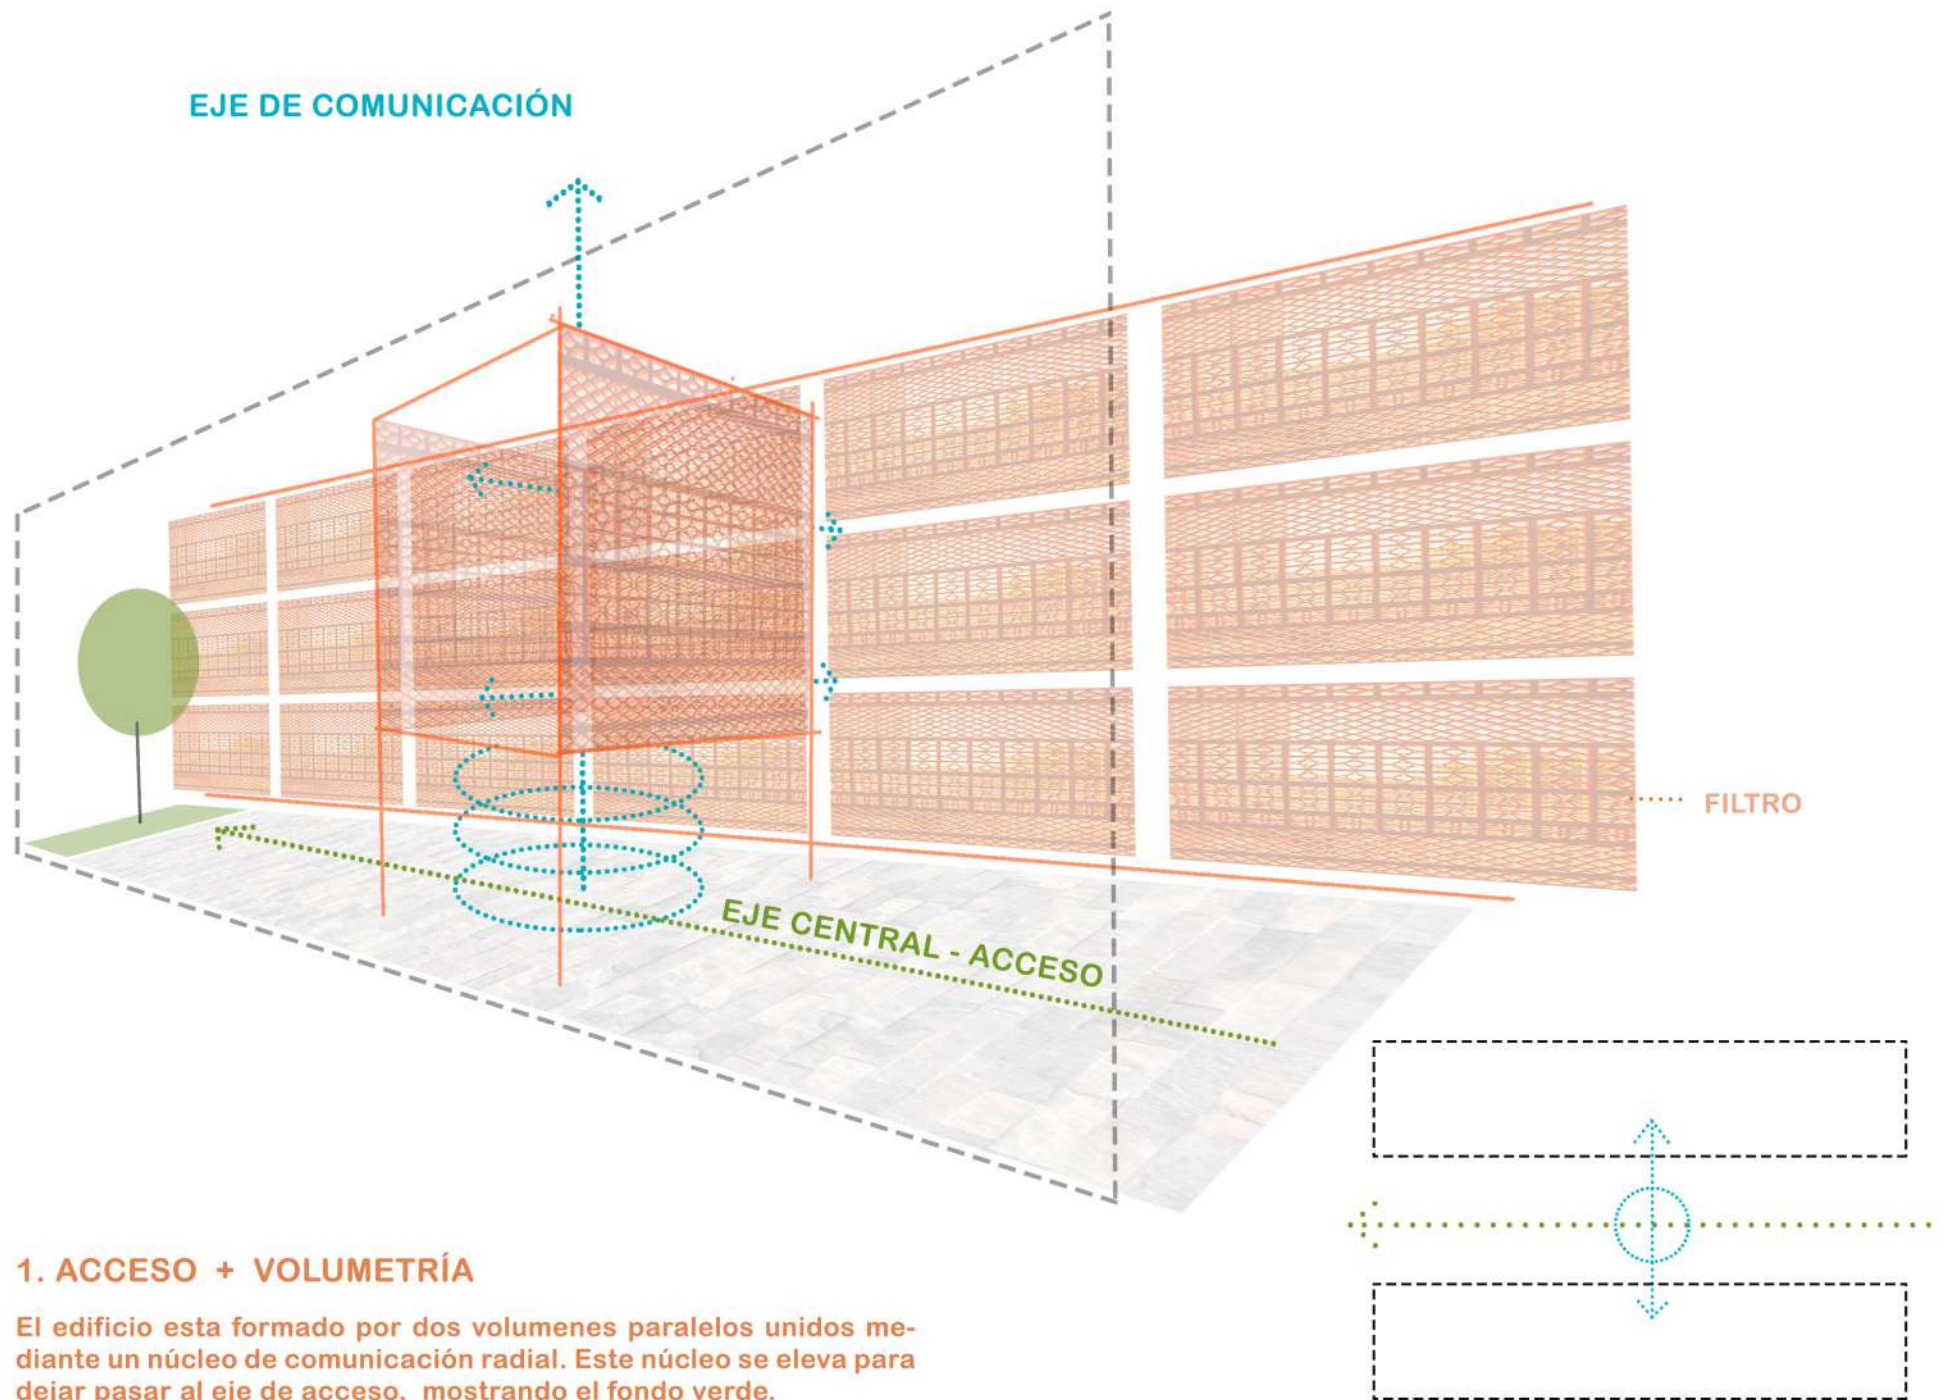 EJE DE COMUNICACIÓN
FILTRO
EJE CENTRAL - ACCESO
1. ACCESO + VOLUMETRÍA
El edificio esta formado por dos volumenes paralelos unidos me-
diante un núcleo de comunicación radial. Este núcleo se eleva para
dejar pasar al eje de acceso, mostrando el fondo verde.